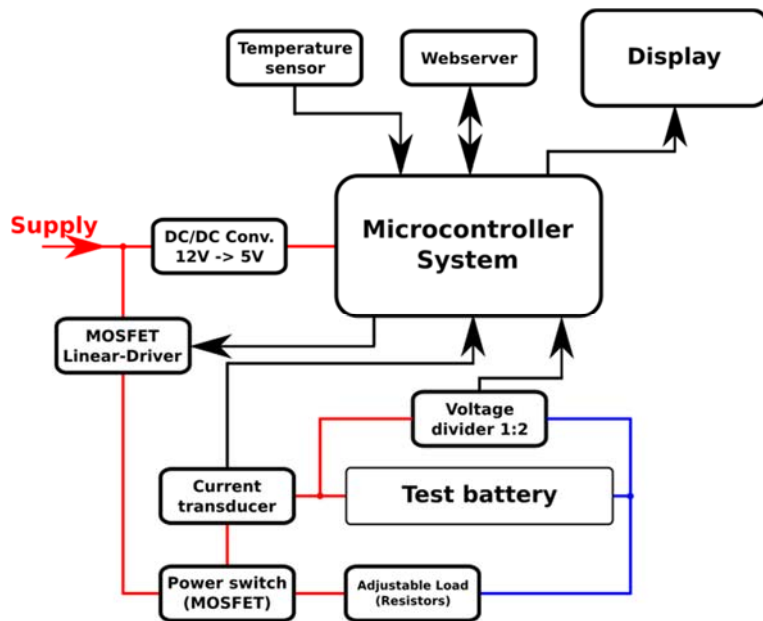 Temperature
sensor
Webserver
Display
Supply
DC/DC Conv.
12V -> 5V
Microcontroller
System
MOSFET
Linear-Driver
Voltage
divider 1:2
Current
transducer
Test battery
Power switch
(MOSFET)
Adjustable Load
(Resistors)